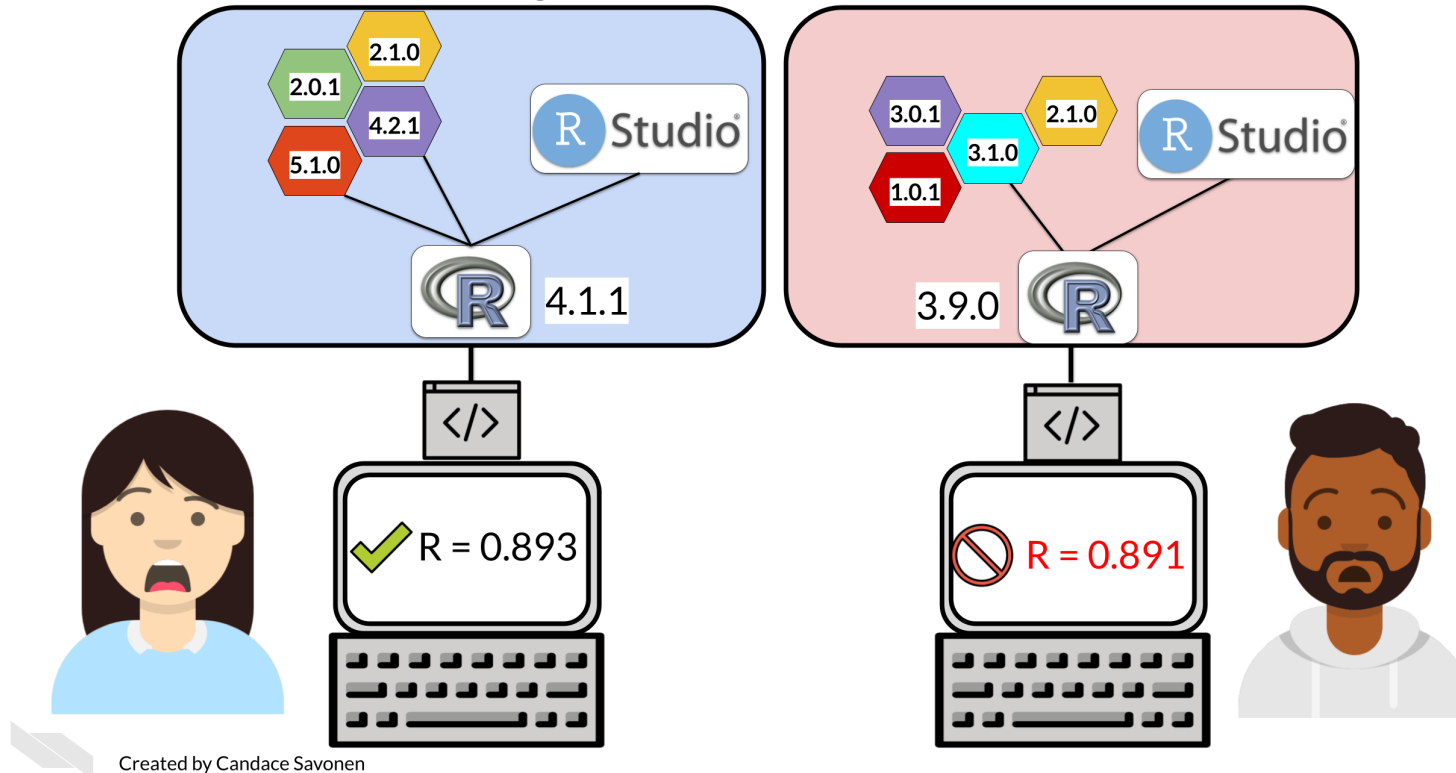 2.1.0
2.0.1
4.2.1
5.1.0
R Studio®
R
4.1.1
</>
R = 0.893
3.0.1
2.1.0
3.1.0
1.0.1
R Studio®
3.9.0
R
</>
R = 0.891
Created by Candace Savonen